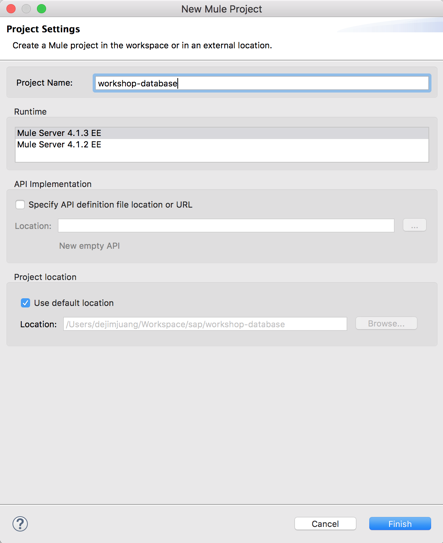 New Mule Project
Project Settings
Create a Mule project in the workspace or in an external location.
Project Name: workshop-database
Runtime
Mule Server 4.1.3 EE
Mule Server 4.1.2 EE
API Implementation
Specify API definition file location or URL
Location: ...
New empty API
Project location
Use default location
Location: /Users/dejimjuang/Workspace/sap/workshop-database Browse...
? Cancel Finish